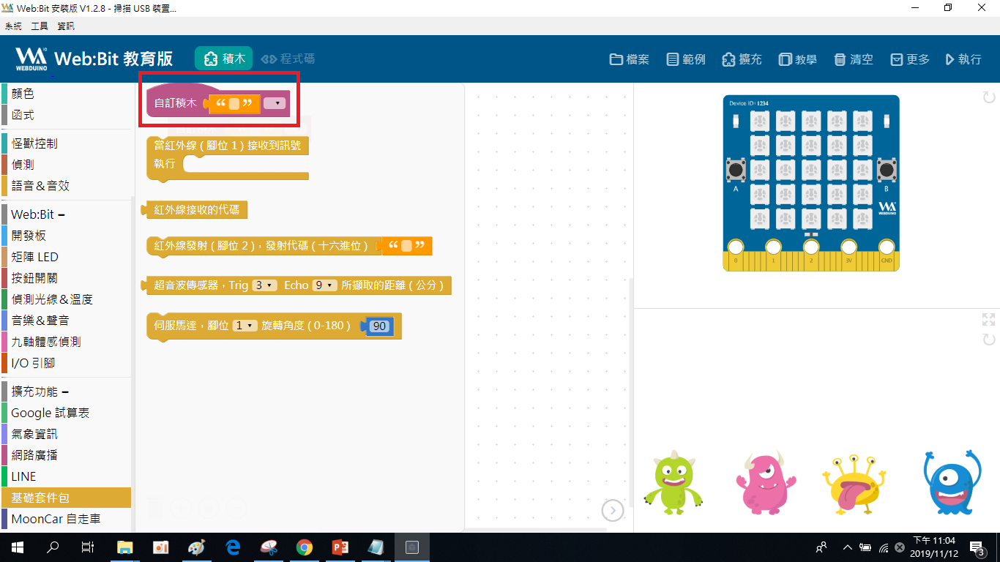 Web:Bit 安裝版 V1.2.8 - 掃描 USB 裝置...
系統 工具 資訊
WEBDUINO Web:Bit 教育版 積木 程式碼 檔案 範例 擴充 教學 清空 更多 執行
顏色
函式
怪獸控制
偵測
語音＆音效
Web:Bit
開發板
矩陣 LED
按鈕開關
偵測光線＆溫度
音樂＆聲音
九軸體感偵測
I/O 引腳
擴充功能
Google 試算表
氣象資訊
網路廣播
LINE
基礎套件包
MoonCar 自走車
自訂積木 “ ”
當紅外線 ( 腳位 1 ) 接收到訊號
執行
紅外線接收的代碼
紅外線發射 ( 腳位 2 )，發射代碼 ( 十六進位 ) “ ”
超音波傳感器，Trig 3 Echo 9 所擷取的距離 ( 公分 )
伺服馬達，腳位 1 旋轉角度 ( 0-180 ) 90
Device ID : 1234
A B
WEBDUINO
0 1 2 3V GND
下午 11:04
2019/11/12
3